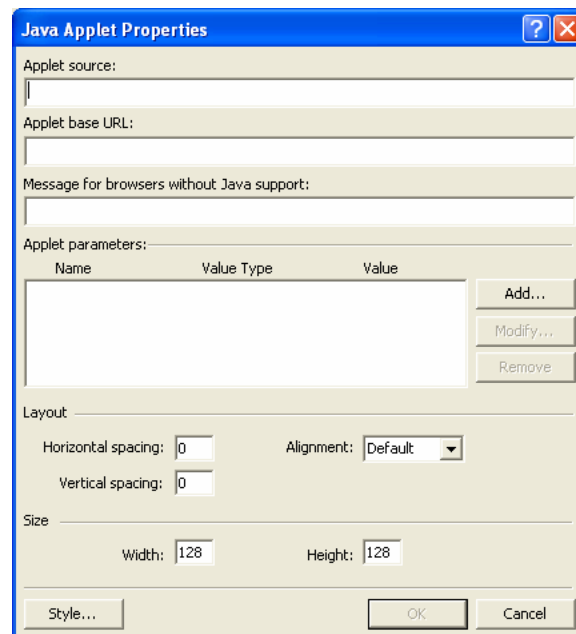 Java Applet Properties
Applet source:
Applet base URL:
Message for browsers without Java support:
Applet parameters:
Name Value Type Value
Add...
Modify...
Remove
Layout
Horizontal spacing: 0 Alignment: Default
Vertical spacing: 0
Size
Width: 128 Height: 128
Style... OK Cancel